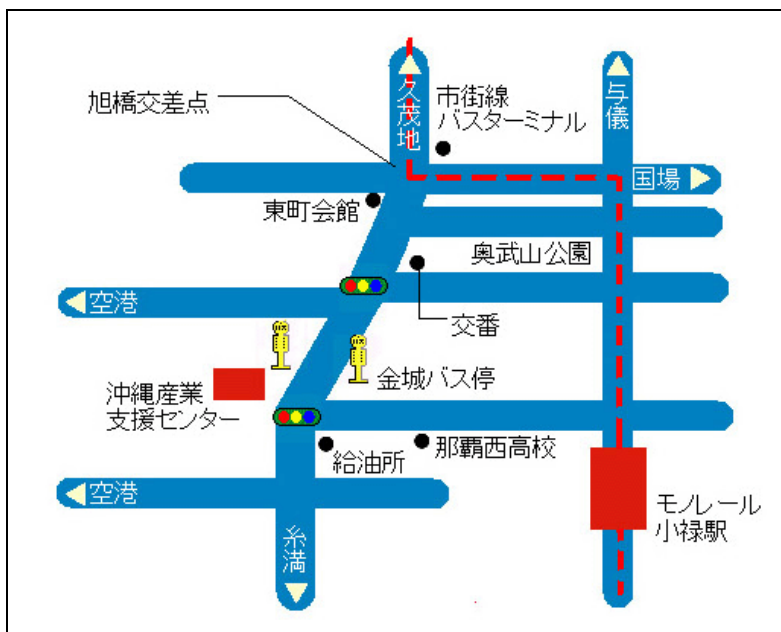 久茂地
与儀
市街線
バスターミナル
旭橋交差点
国場
東町会館
奥武山公園
空港
交番
金城バス停
沖縄産業
支援センター
給油所
那覇西高校
空港
モノレール
小禄駅
糸満